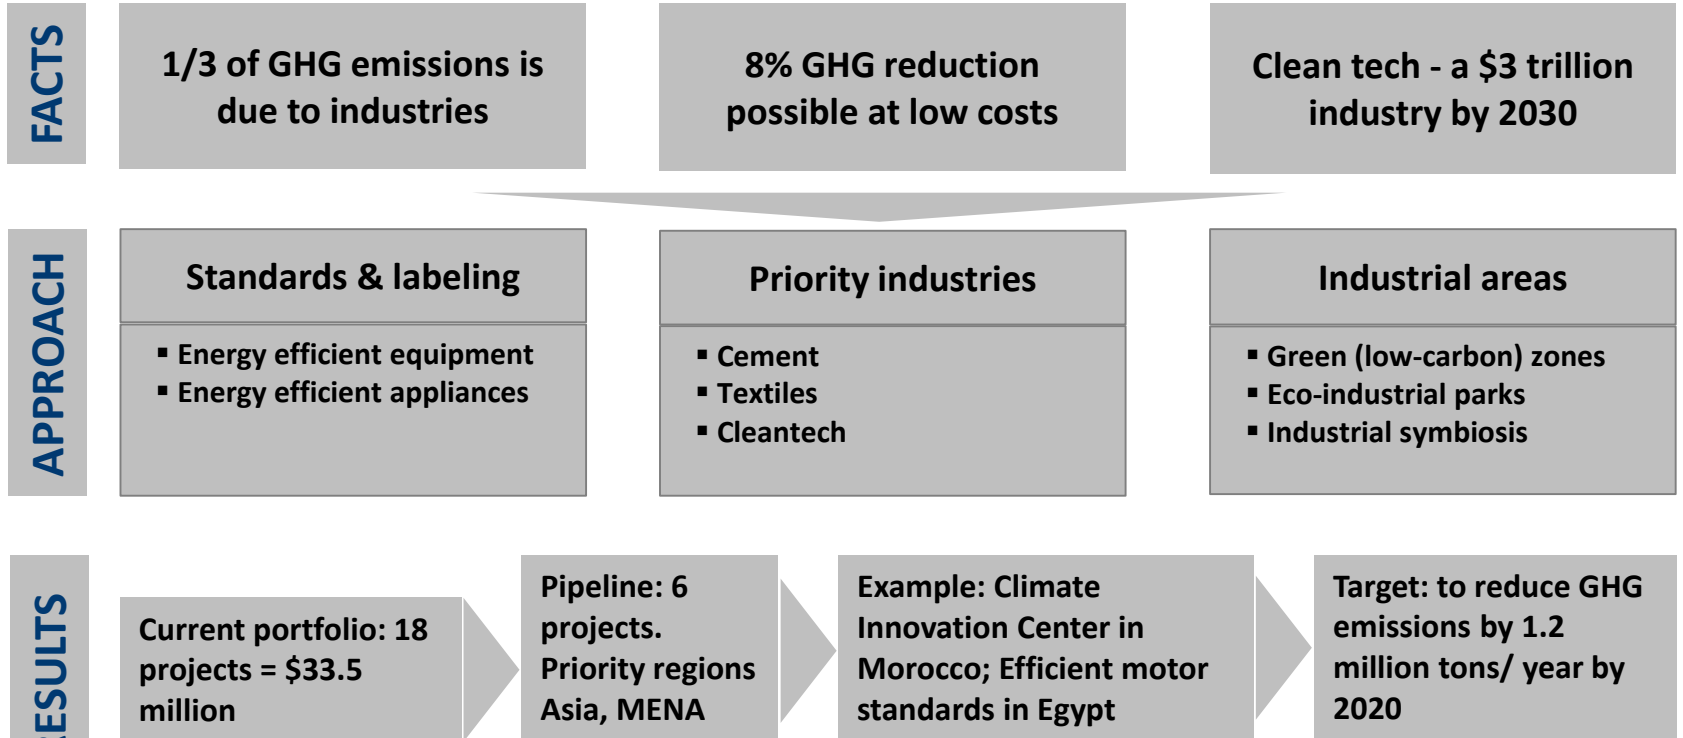 FACTS
1/3 of GHG emissions is
due to industries
8% GHG reduction
possible at low costs
Clean tech - a $3 trillion
industry by 2030
APPROACH
Standards & labeling
▪ Energy efficient equipment
▪ Energy efficient appliances
Priority industries
▪ Cement
▪ Textiles
▪ Cleantech
Industrial areas
▪ Green (low-carbon) zones
▪ Eco-industrial parks
▪ Industrial symbiosis
RESULTS
Current portfolio: 18
projects = $33.5
million
Pipeline: 6
projects.
Priority regions
Asia, MENA
Example: Climate
Innovation Center in
Morocco; Efficient motor
standards in Egypt
Target: to reduce GHG
emissions by 1.2
million tons/ year by
2020